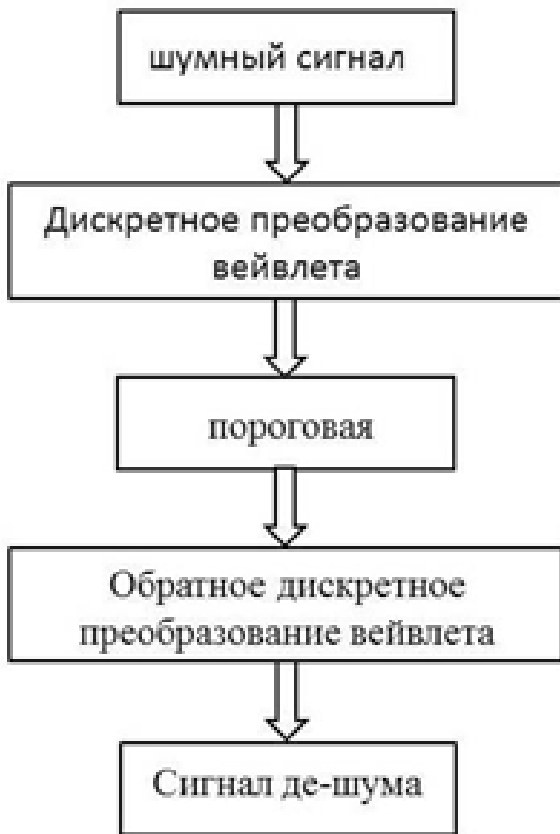 шумный сигнал
Дискретное преобразование
вейвлета
пороговая
Обратное дискретное
преобразование вейвлета
Сигнал де-шума